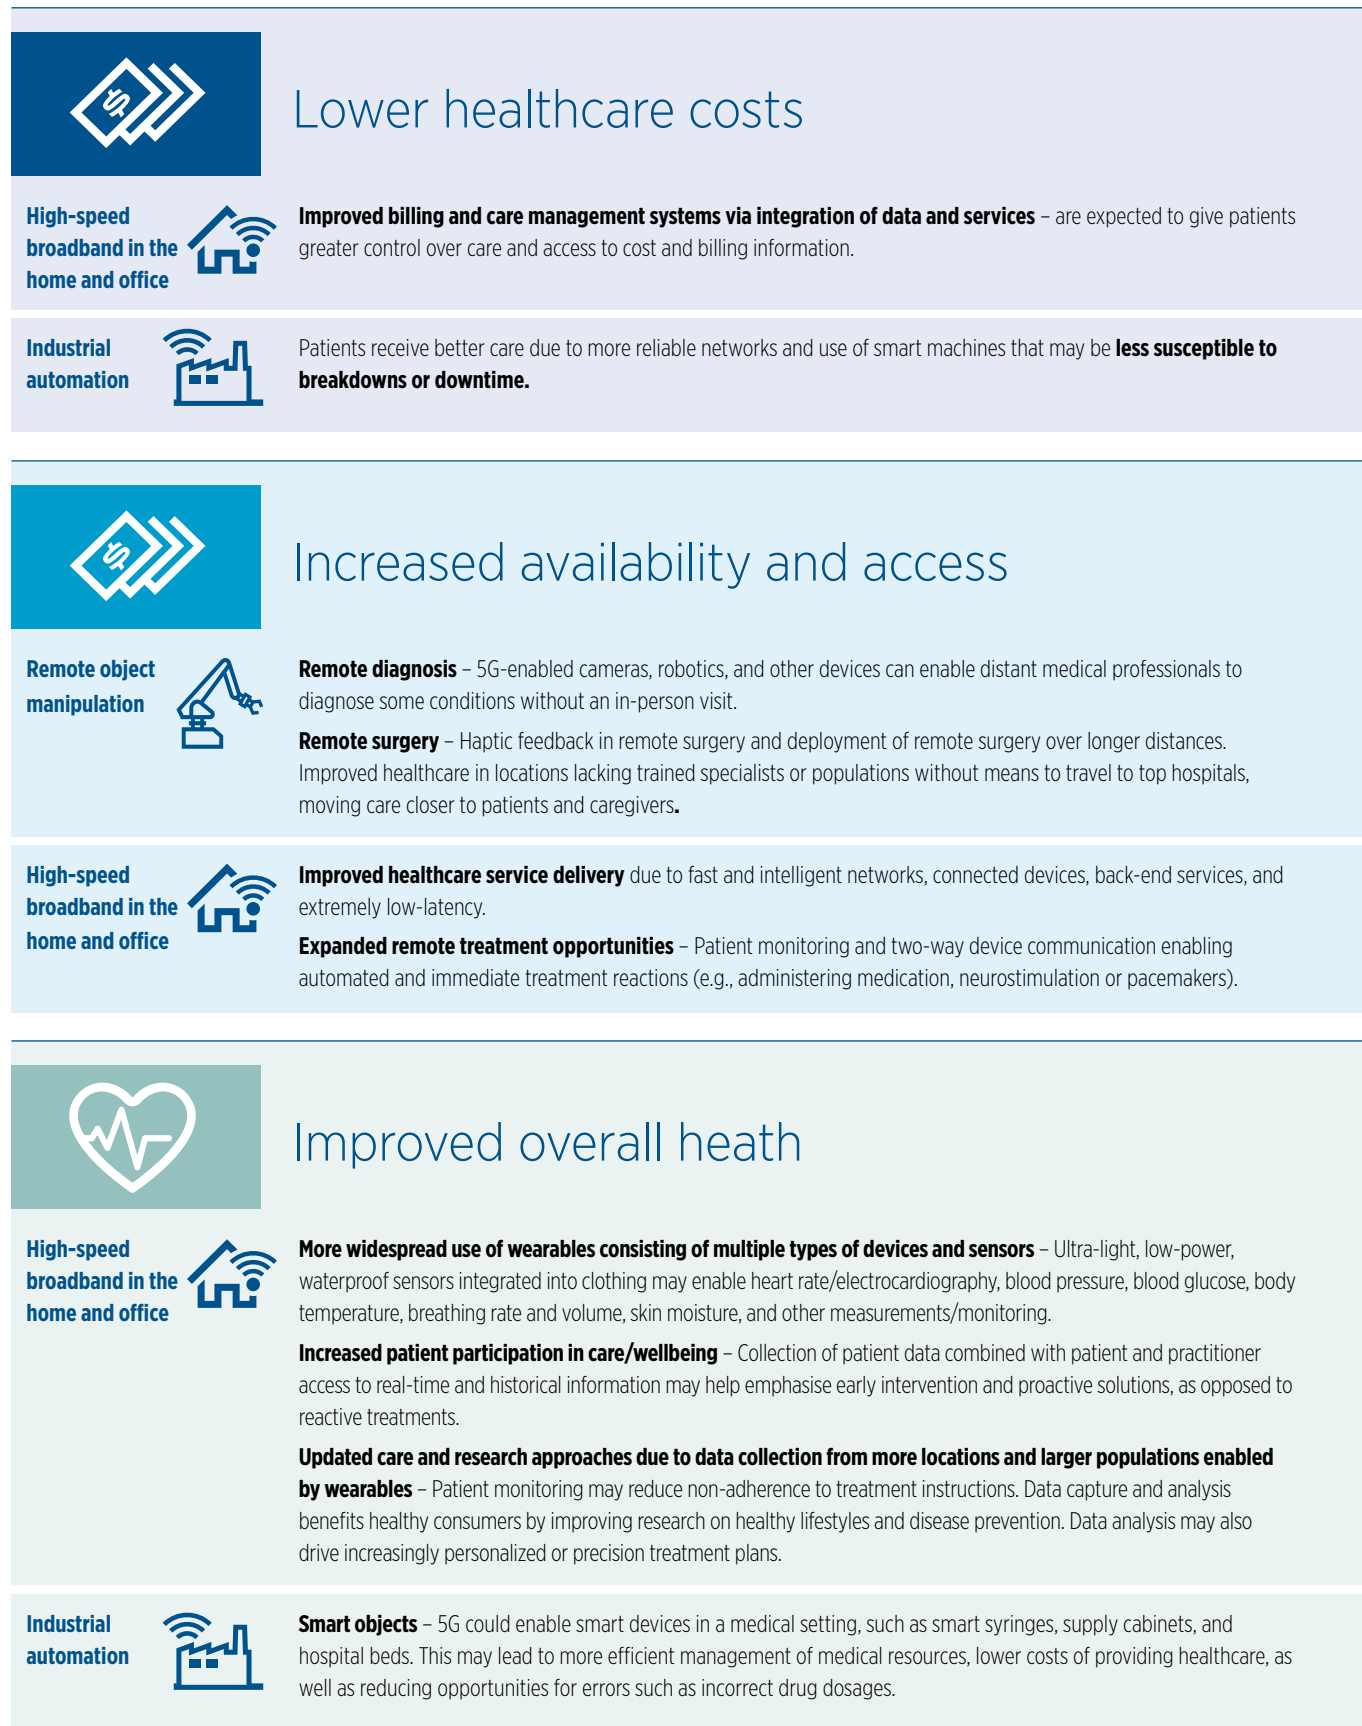 $
Lower healthcare costs
High-speed
broadband in the
home and office
Improved billing and care management systems via integration of data and services – are expected to give patients
greater control over care and access to cost and billing information.
Industrial
automation
Patients receive better care due to more reliable networks and use of smart machines that may be less susceptible to
breakdowns or downtime.
$
Increased availability and access
Remote object
manipulation
Remote diagnosis – 5G-enabled cameras, robotics, and other devices can enable distant medical professionals to
diagnose some conditions without an in-person visit.
Remote surgery – Haptic feedback in remote surgery and deployment of remote surgery over longer distances.
Improved healthcare in locations lacking trained specialists or populations without means to travel to top hospitals,
moving care closer to patients and caregivers.
High-speed
broadband in the
home and office
Improved healthcare service delivery due to fast and intelligent networks, connected devices, back-end services, and
extremely low-latency.
Expanded remote treatment opportunities – Patient monitoring and two-way device communication enabling
automated and immediate treatment reactions (e.g., administering medication, neurostimulation or pacemakers).
Improved overall heath
High-speed
broadband in the
home and office
More widespread use of wearables consisting of multiple types of devices and sensors – Ultra-light, low-power,
waterproof sensors integrated into clothing may enable heart rate/electrocardiography, blood pressure, blood glucose, body
temperature, breathing rate and volume, skin moisture, and other measurements/monitoring.
Increased patient participation in care/wellbeing – Collection of patient data combined with patient and practitioner
access to real-time and historical information may help emphasise early intervention and proactive solutions, as opposed to
reactive treatments.
Updated care and research approaches due to data collection from more locations and larger populations enabled
by wearables – Patient monitoring may reduce non-adherence to treatment instructions. Data capture and analysis
benefits healthy consumers by improving research on healthy lifestyles and disease prevention. Data analysis may also
drive increasingly personalized or precision treatment plans.
Industrial
automation
Smart objects – 5G could enable smart devices in a medical setting, such as smart syringes, supply cabinets, and
hospital beds. This may lead to more efficient management of medical resources, lower costs of providing healthcare, as
well as reducing opportunities for errors such as incorrect drug dosages.